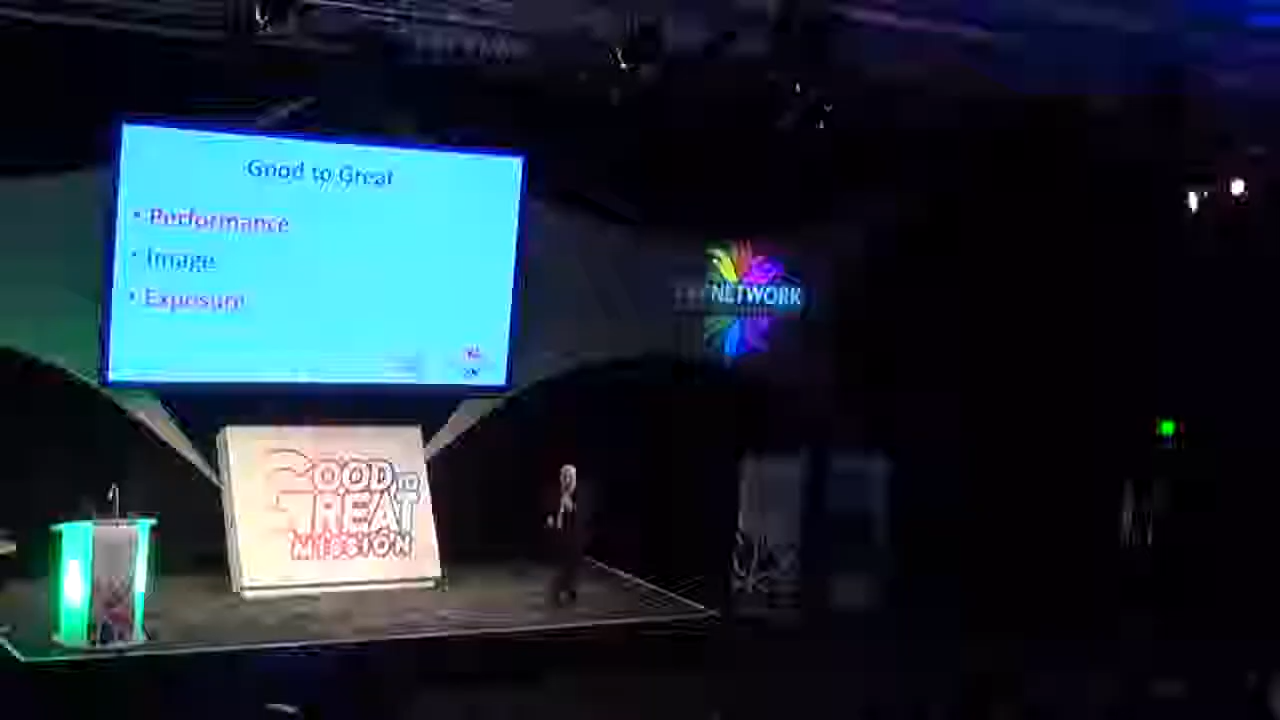 Good to Great
• Performance
• Image
• Exposure
NETWORK
GOOD TO
GREAT
MISSION